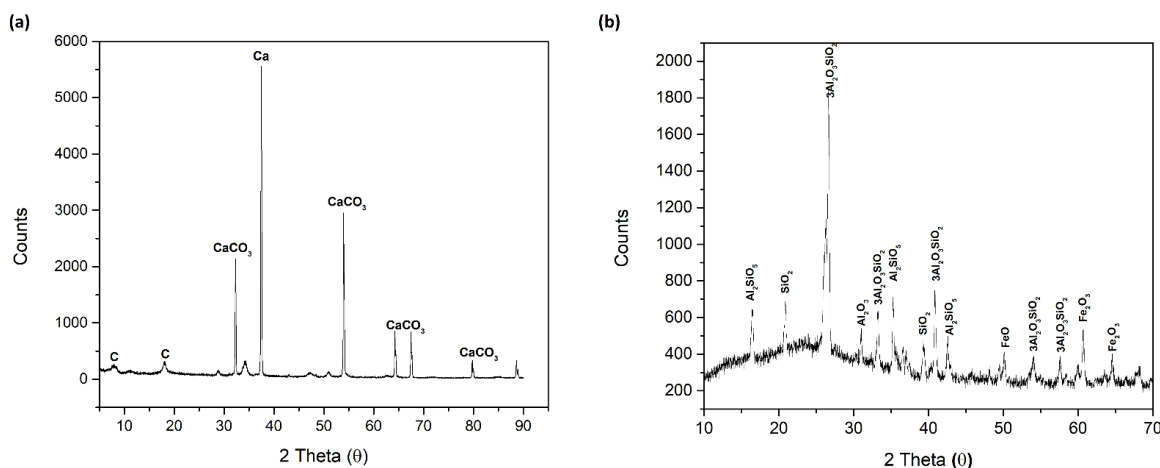 (a)
6000
5000
4000
3000
2000
1000
0
Counts
Ca
CaCO₃
CaCO₃
CaCO₃
CaCO₃
C
C
10 20 30 40 50 60 70 80 90
2 Theta (θ)
(b)
2000
1800
1600
1400
1200
1000
800
600
400
200
Counts
Al₂SiO₅
SiO₂
3Al₂O₃SiO₂
Al₂O₃
3Al₂O₃SiO₂
Al₂SiO₅
SiO₂
3Al₂O₃SiO₂
Al₂SiO₅
FeO
3Al₂O₃SiO₂
3Al₂O₃SiO₂
Fe₂O₃
Fe₂O₃
10 20 30 40 50 60 70
2 Theta (θ)